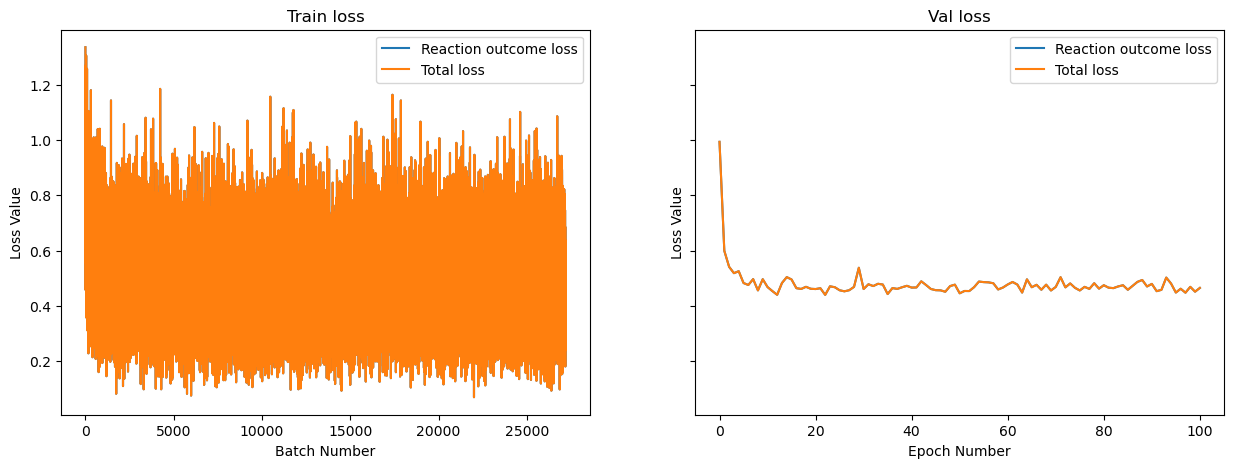 Train loss
Reaction outcome loss
Total loss
1.2
1.0
0.8
0.6
0.4
0.2
Loss Value
0
5000
10000
15000
20000
25000
Batch Number
Val loss
Reaction outcome loss
Total loss
Loss Value
0
20
40
60
80
100
Epoch Number